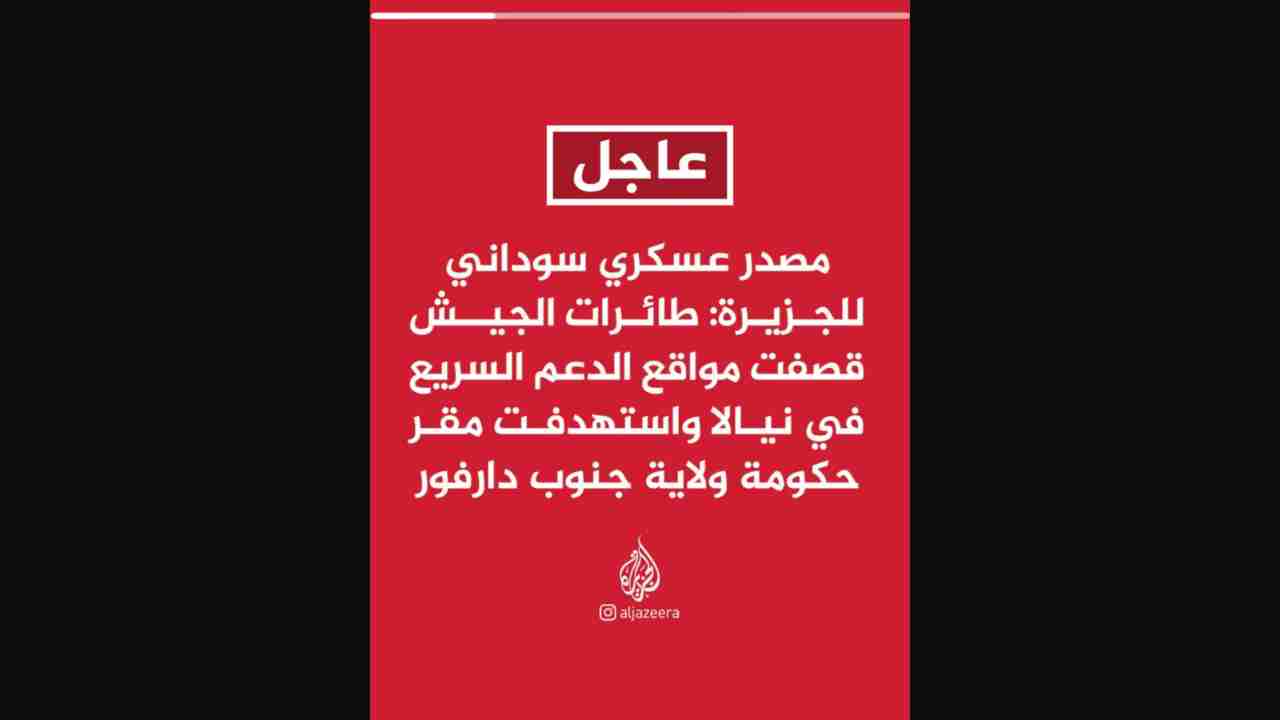 عاجل
مصدر عسكري سوداني
للجزيرة: طائرات الجيش
قصفت مواقع الدعم السريع
في نيالا واستهدفت مقر
حكومة ولاية جنوب دارفور
الجزيرة
aljazeera